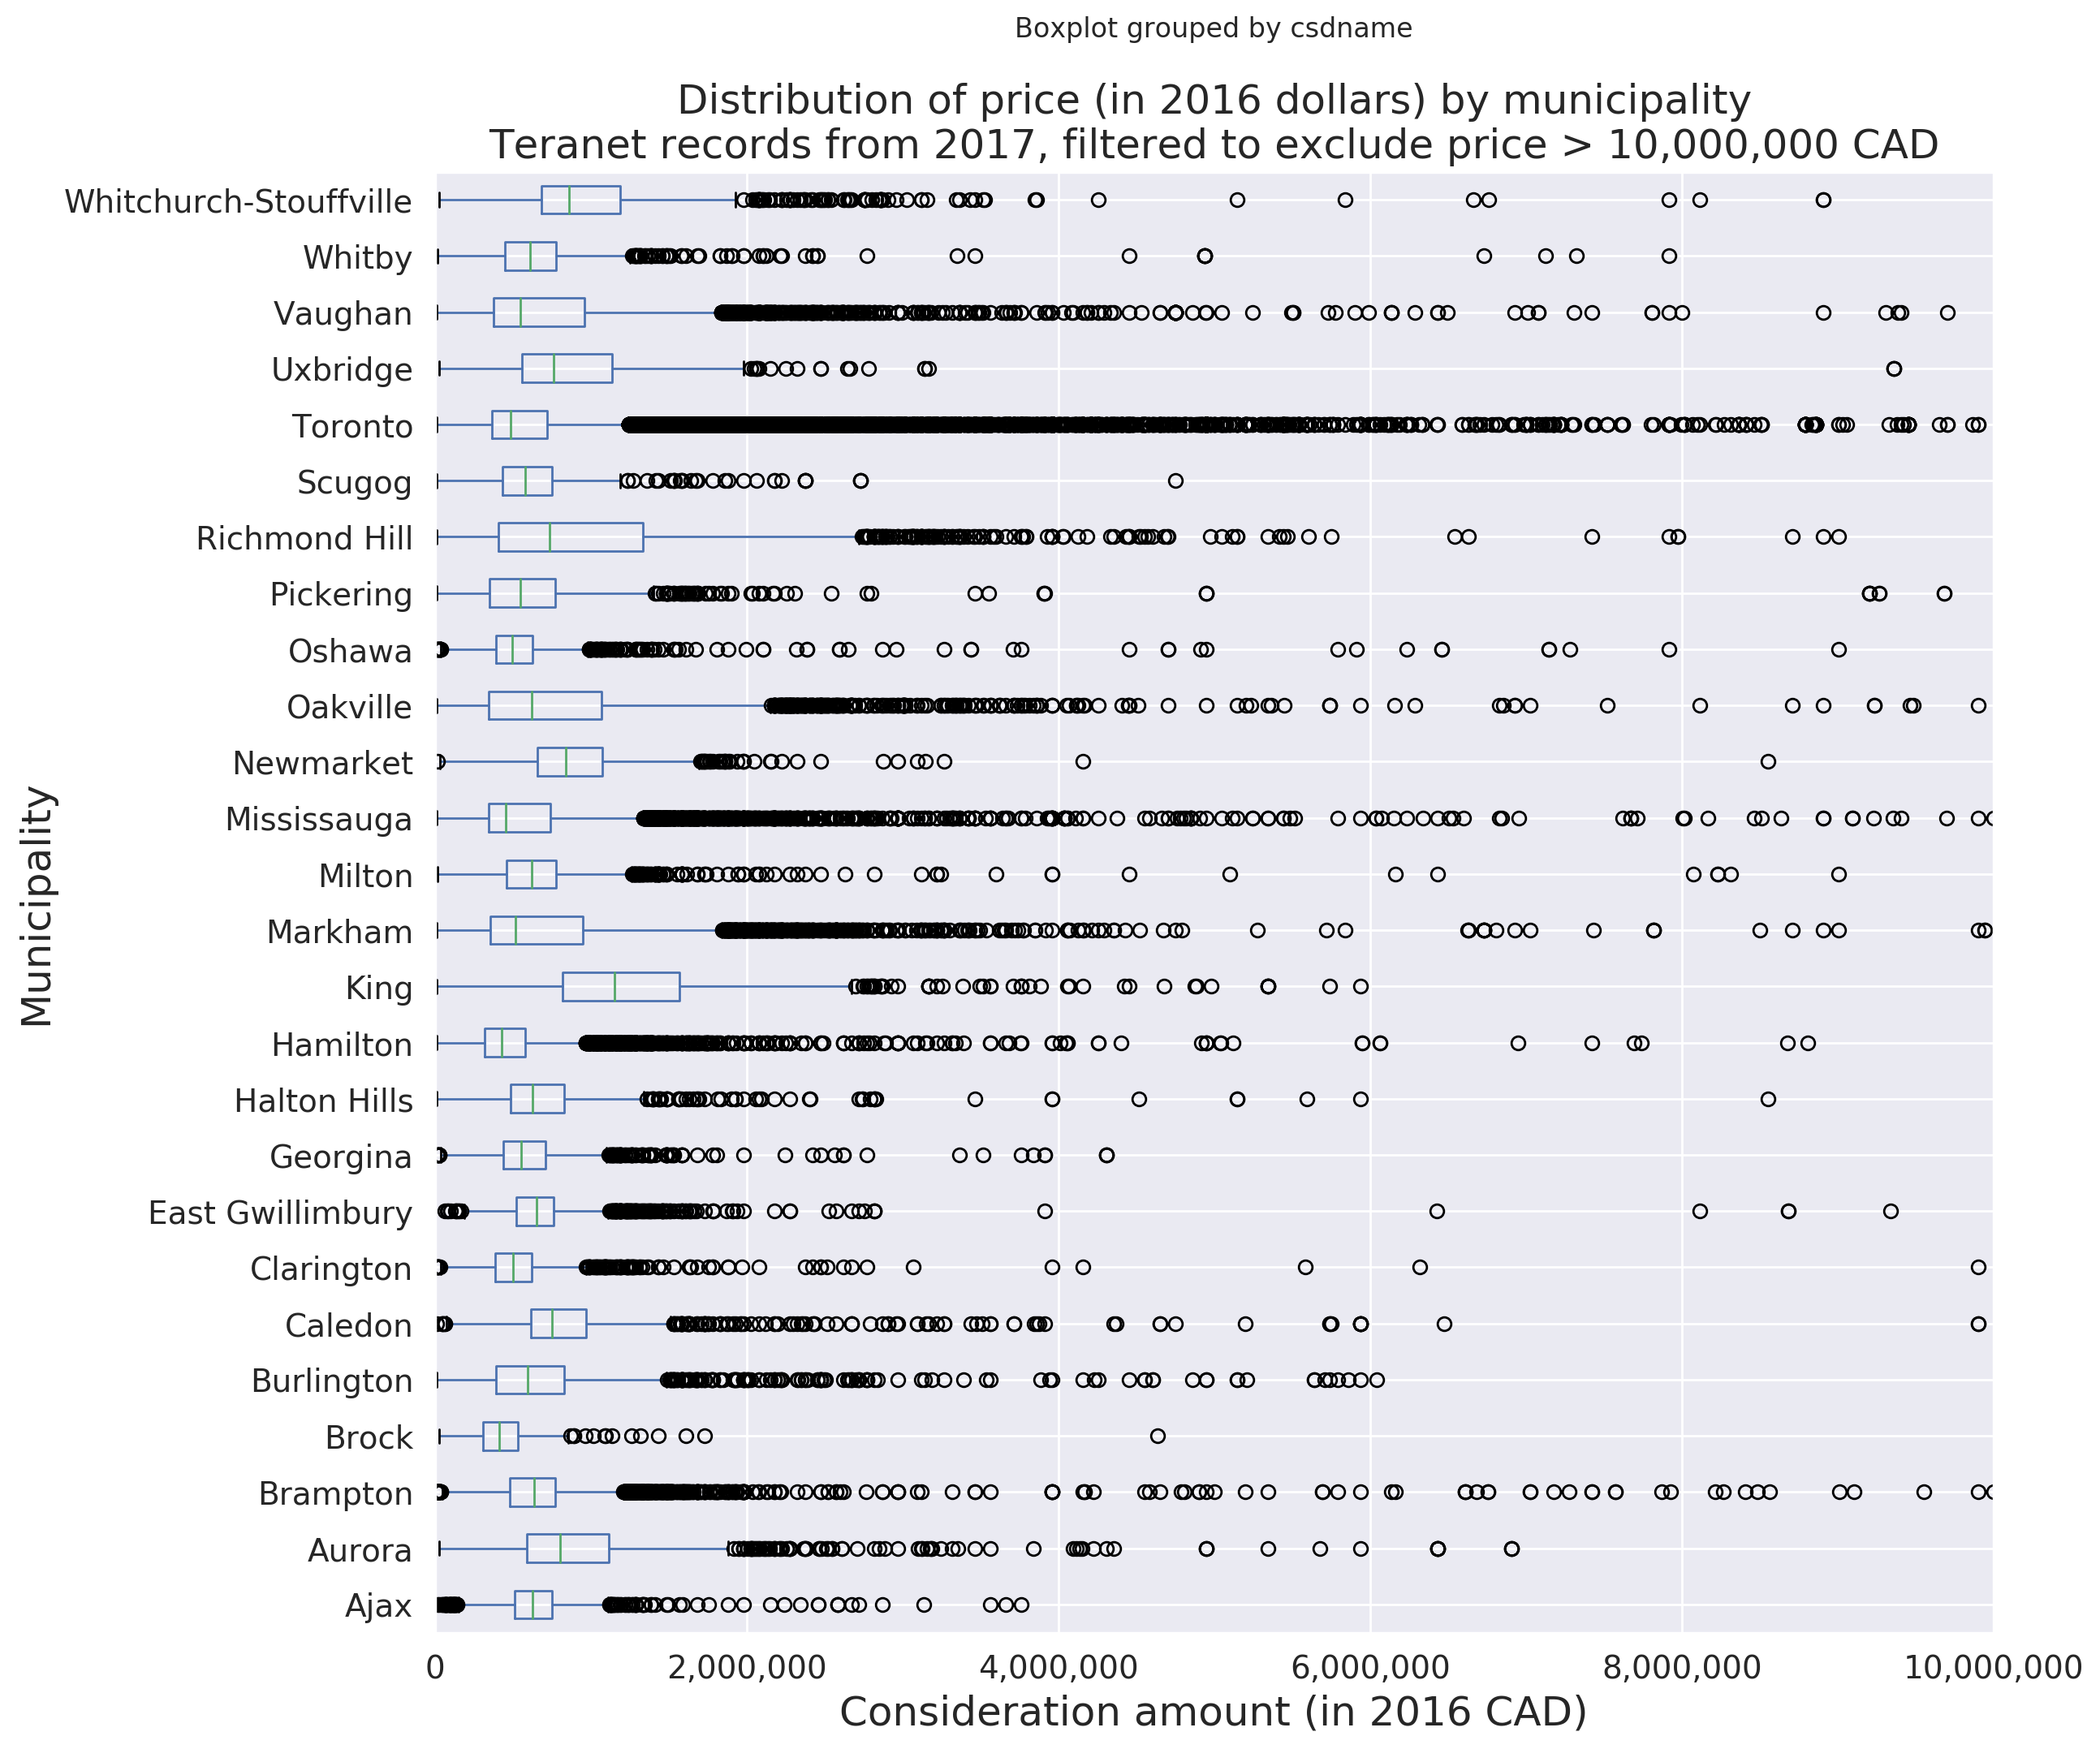 Boxplot grouped by csdname
Distribution of price (in 2016 dollars) by municipality
Teranet records from 2017, filtered to exclude price > 10,000,000 CAD
Municipality
Whitchurch-Stouffville
Whitby
Vaughan
Uxbridge
Toronto
Scugog
Richmond Hill
Pickering
Oshawa
Oakville
Newmarket
Mississauga
Milton
Markham
King
Hamilton
Halton Hills
Georgina
East Gwillimbury
Clarington
Caledon
Burlington
Brock
Brampton
Aurora
Ajax
0 2,000,000 4,000,000 6,000,000 8,000,000 10,000,000
Consideration amount (in 2016 CAD)